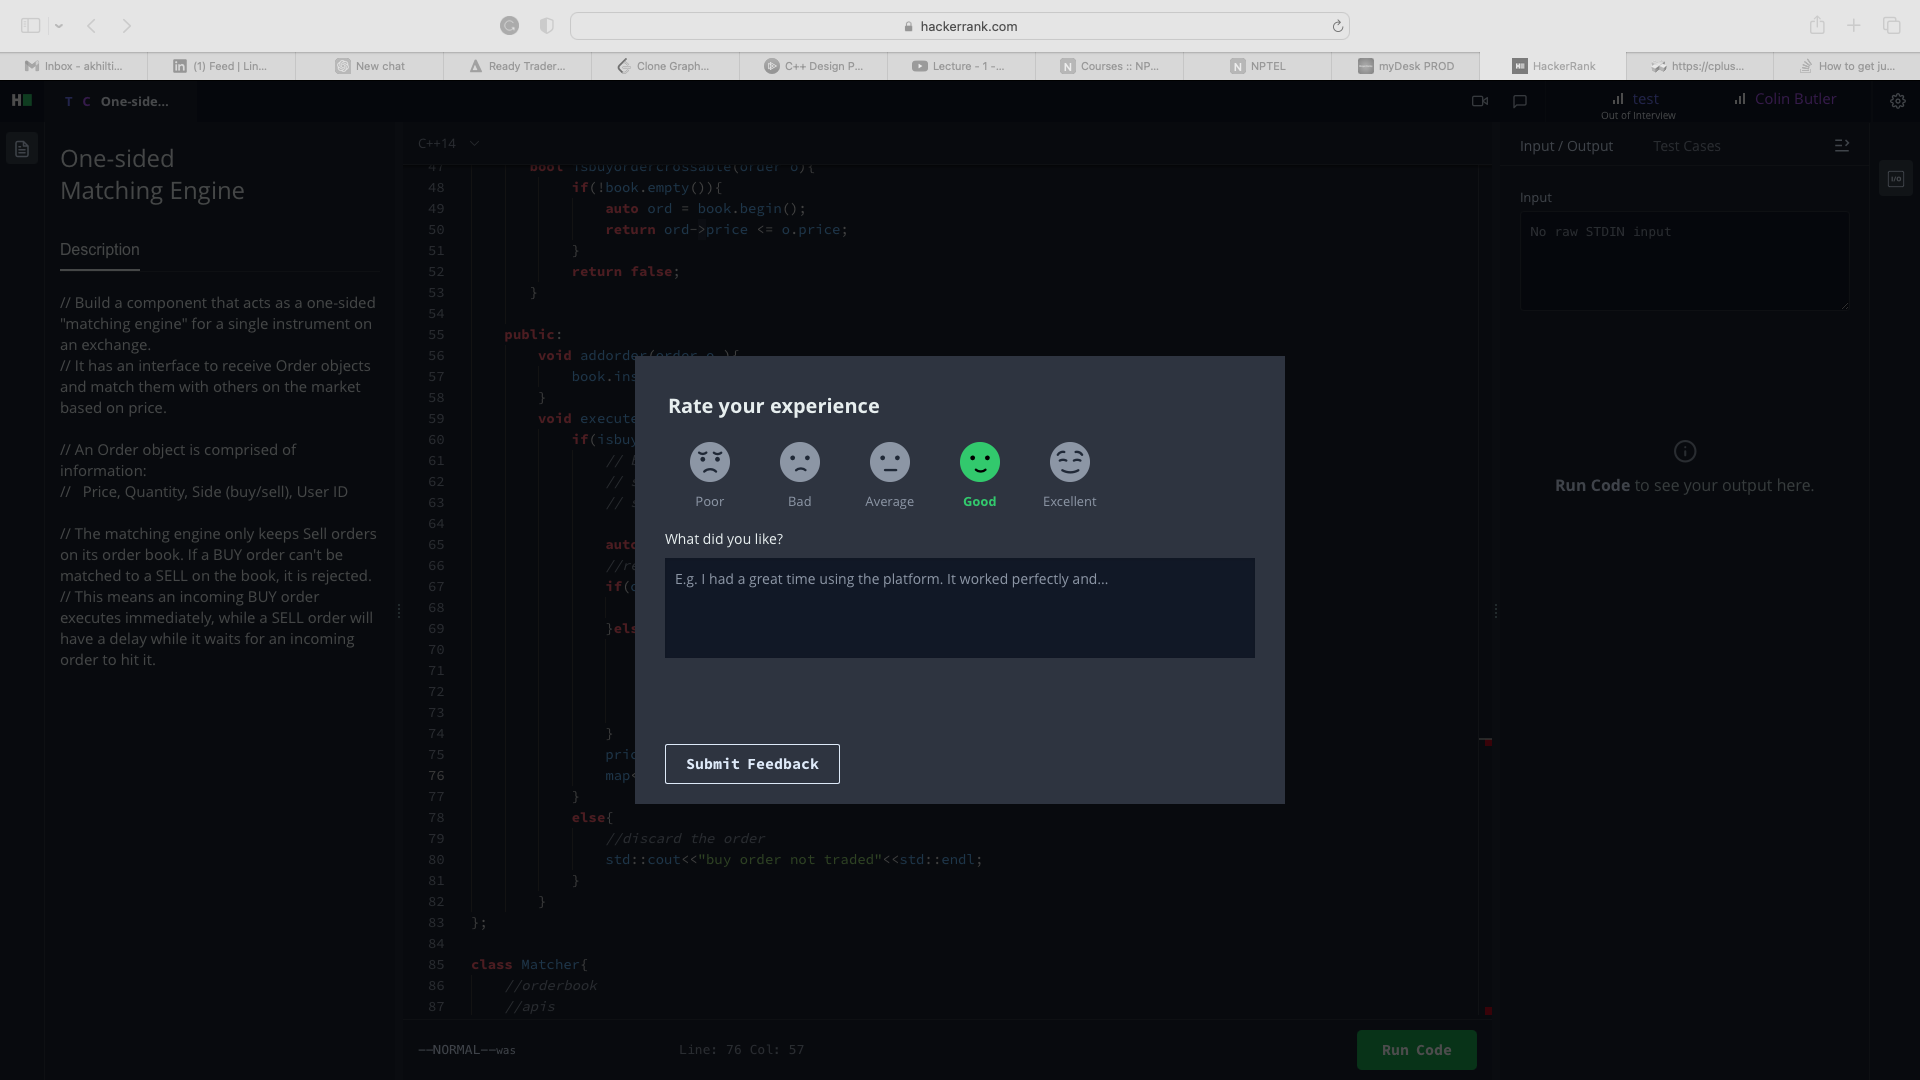 hackerrank.com
Inbox - akhilti...
(1) Feed | Lin...
New chat
Ready Trader...
Clone Graph...
C++ Design P...
Lecture - 1 -...
Courses :: NP...
NPTEL
myDesk PROD
HackerRank
https://cplus...
How to get ju...
T C One-side...
test
Out of Interview
Colin Butler
One-sided
Matching Engine
Description
// Build a component that acts as a one-sided
"matching engine" for a single instrument on
an exchange.
// It has an interface to receive Order objects
and match them with others on the market
based on price.
// An Order object is comprised of
information:
//   Price, Quantity, Side (buy/sell), User ID
// The matching engine only keeps Sell orders
on its order book. If a BUY order can't be
matched to a SELL on the book, it is rejected.
// This means an incoming BUY order
executes immediately, while a SELL order will
have a delay while it waits for an incoming
order to hit it.
C++14
47 bool isbuyordercrossable(order o){
48 if(!book.empty()){
49 auto ord = book.begin();
50 return ord->price <= o.price;
51 }
52 return false;
53 }
54
55 public:
56 void addorder(order o ){
57 book.ins
58 }
59 void execute
60 if(isbuy
61 //
62 //
63 //
64
65 auto
66 //re
67 if(
68
69 }els
70
71
72
73
74 }
75 pric
76 map<
77 }
78 else{
79 //discard the order
80 std::cout<<"buy order not traded"<<std::endl;
81 }
82 }
83 };
84
85 class Matcher{
86 //orderbook
87 //apis
--NORMAL--was
Line: 76 Col: 57
Run Code
Rate your experience
Poor
Bad
Average
Good
Excellent
What did you like?
E.g. I had a great time using the platform. It worked perfectly and...
Submit Feedback
Input / Output
Test Cases
I/O
Input
No raw STDIN input
Run Code to see your output here.